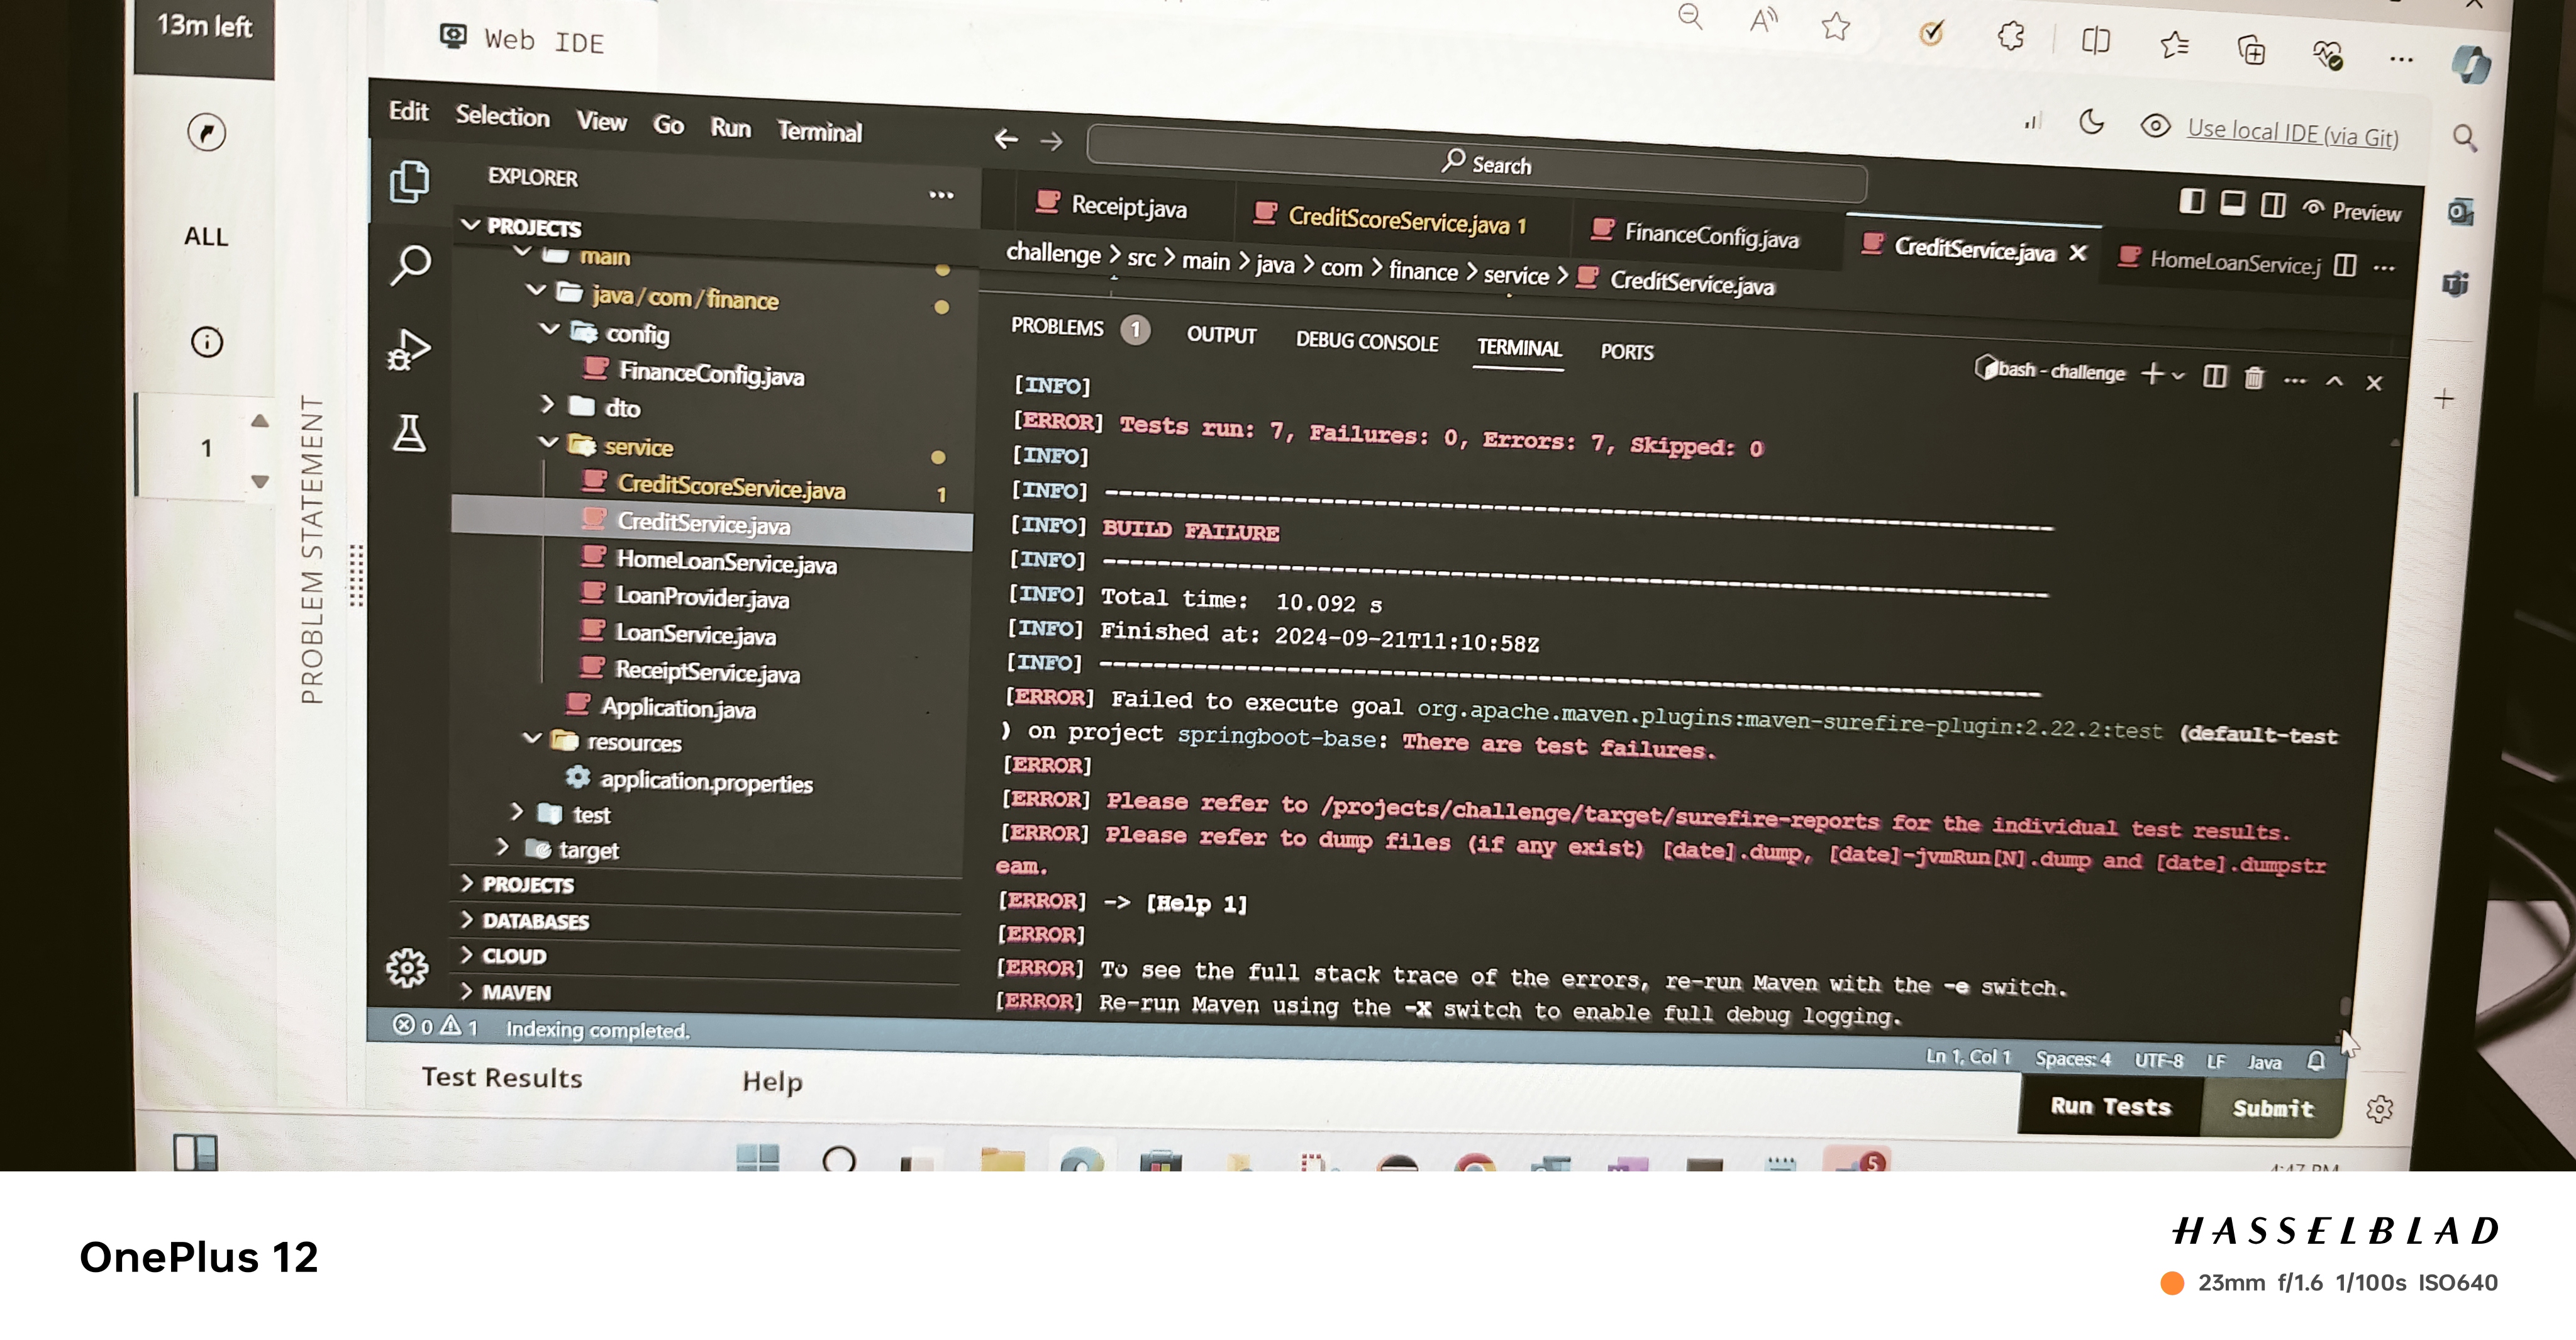 13m left
Web IDE
Use local IDE (via Git)
ALL
1
PROBLEM STATEMENT
Edit Selection View Go Run Terminal
Search
Preview
EXPLORER
PROJECTS
main
java/com/finance
config
FinanceConfig.java
dto
service
CreditScoreService.java 1
CreditService.java
HomeLoanService.java
LoanProvider.java
LoanService.java
ReceiptService.java
Application.java
resources
application.properties
test
target
PROJECTS
DATABASES
CLOUD
MAVEN
Receipt.java CreditScoreService.java 1 FinanceConfig.java CreditService.java HomeLoanService.j
challenge > src > main > java > com > finance > service > CreditService.java
PROBLEMS 1 OUTPUT DEBUG CONSOLE TERMINAL PORTS
bash - challenge
[INFO]
[ERROR] Tests run: 7, Failures: 0, Errors: 7, Skipped: 0
[INFO]
[INFO] ------------------------------------------------------------------------
[INFO] BUILD FAILURE
[INFO] ------------------------------------------------------------------------
[INFO] Total time:  10.092 s
[INFO] Finished at: 2024-09-21T11:10:58Z
[INFO] ------------------------------------------------------------------------
[ERROR] Failed to execute goal org.apache.maven.plugins:maven-surefire-plugin:2.22.2:test (default-test
) on project springboot-base: There are test failures.
[ERROR]
[ERROR] Please refer to /projects/challenge/target/surefire-reports for the individual test results.
[ERROR] Please refer to dump files (if any exist) [date].dump, [date]-jvmRun[N].dump and [date].dumpstr
eam.
[ERROR] -> [Help 1]
[ERROR]
[ERROR] To see the full stack trace of the errors, re-run Maven with the -e switch.
[ERROR] Re-run Maven using the -X switch to enable full debug logging.
0 1 Indexing completed.
Ln 1, Col 1 Spaces: 4 UTF-8 LF Java
Test Results Help
Run Tests Submit
5
OnePlus 12
HASSELBLAD
23mm f/1.6 1/100s ISO640